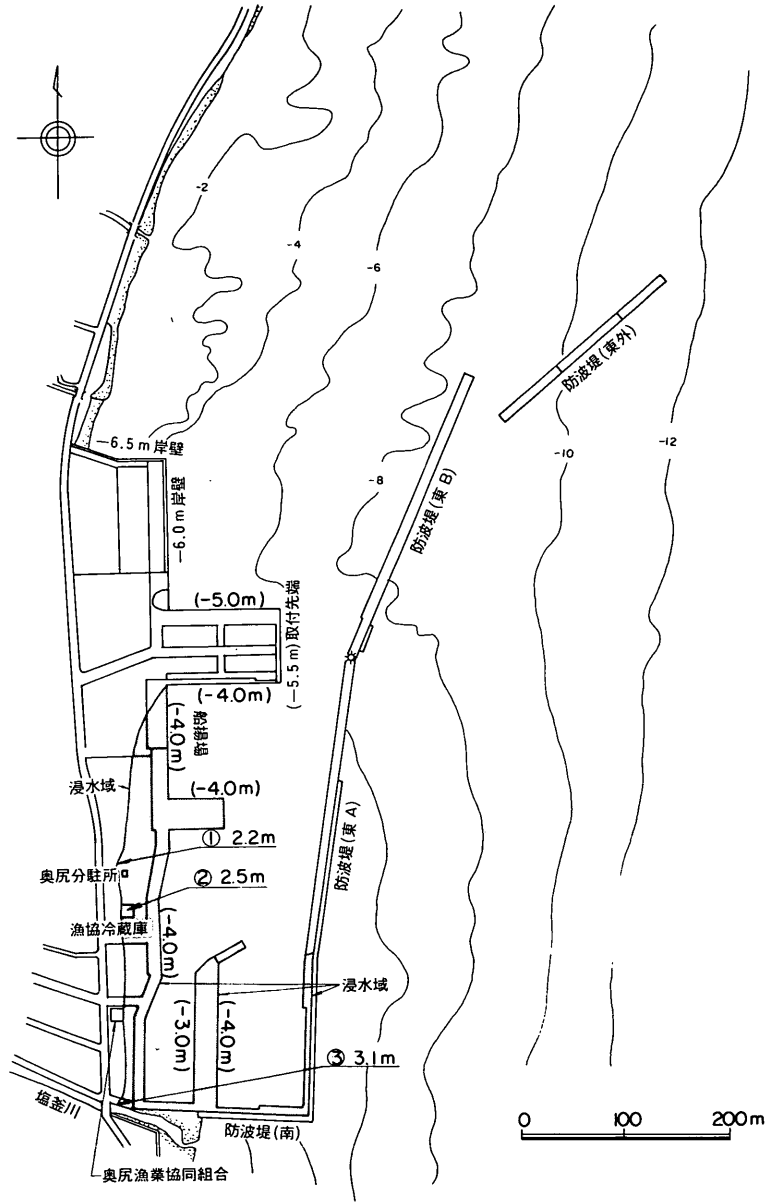 -2
-4
-6
防波堤(東外)
-6.5m岸壁
-8
-10
-12
-6.0m岸壁
防波堤(東B)
(-5.0m)
(-5.5m)取付先端
(-4.0m)
(-4.0m)
船揚場
浸水域
(-4.0m)
① 2.2m
防波堤(東A)
奥尻分駐所
② 2.5m
漁協冷蔵庫
(-4.0m)
浸水域
(-3.0m)
(-4.0m)
③ 3.1m
塩釜川
防波堤(南)
0 100 200m
奥尻漁業協同組合